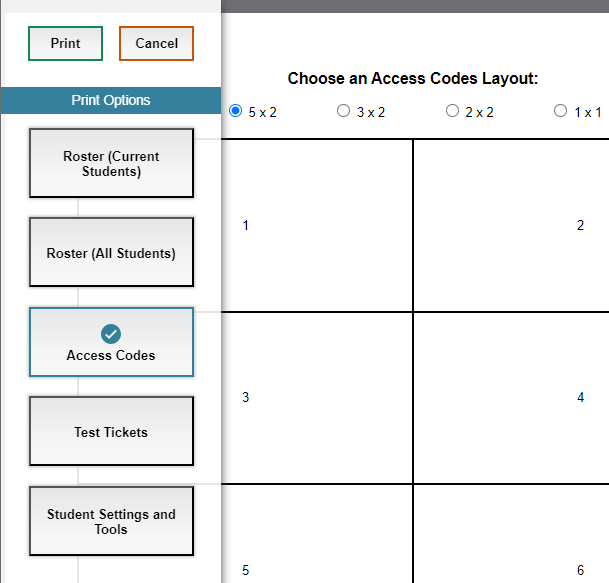 Print
Cancel
Print Options
Roster (Current
Students)
Roster (All Students)
Access Codes
Test Tickets
Student Settings and
Tools
Choose an Access Codes Layout:
5 x 2
3 x 2
2 x 2
1 x 1
1
2
3
4
5
6